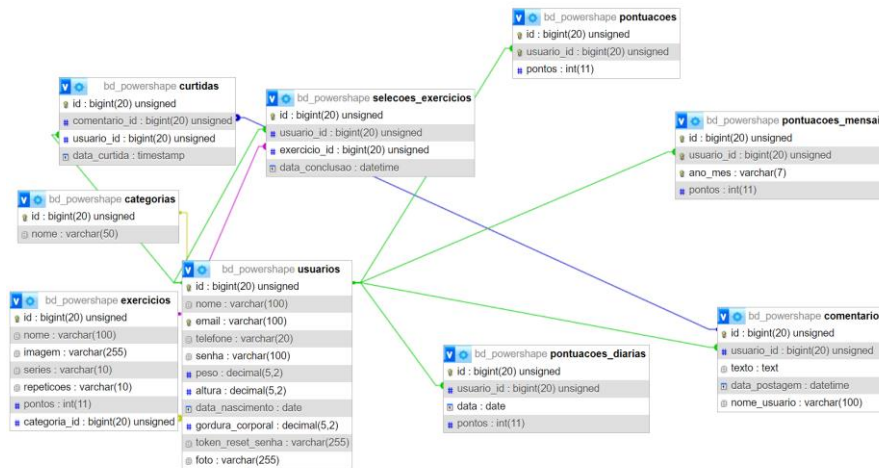 bd_powershape pontuacoes
id : bigint(20) unsigned
usuario_id : bigint(20) unsigned
pontos : int(11)
bd_powershape curtidas
id : bigint(20) unsigned
comentario_id : bigint(20) unsigned
usuario_id : bigint(20) unsigned
data_curtida : timestamp
bd_powershape selecoes_exercicios
id : bigint(20) unsigned
usuario_id : bigint(20) unsigned
exercicio_id : bigint(20) unsigned
data_conclusao : datetime
bd_powershape pontuacoes_mensai
id : bigint(20) unsigned
usuario_id : bigint(20) unsigned
ano_mes : varchar(7)
pontos : int(11)
bd_powershape categorias
id : bigint(20) unsigned
nome : varchar(50)
bd_powershape usuarios
id : bigint(20) unsigned
nome : varchar(100)
email : varchar(100)
telefone : varchar(20)
senha : varchar(100)
peso : decimal(5,2)
altura : decimal(5,2)
data_nascimento : date
gordura_corporal : decimal(5,2)
token_reset_senha : varchar(255)
foto : varchar(255)
bd_powershape exercicios
id : bigint(20) unsigned
nome : varchar(100)
imagem : varchar(255)
series : varchar(10)
repeticoes : varchar(10)
pontos : int(11)
categoria_id : bigint(20) unsigned
bd_powershape comentario
id : bigint(20) unsigned
usuario_id : bigint(20) unsigned
texto : text
data_postagem : datetime
nome_usuario : varchar(100)
bd_powershape pontuacoes_diarias
id : bigint(20) unsigned
usuario_id : bigint(20) unsigned
data : date
pontos : int(11)